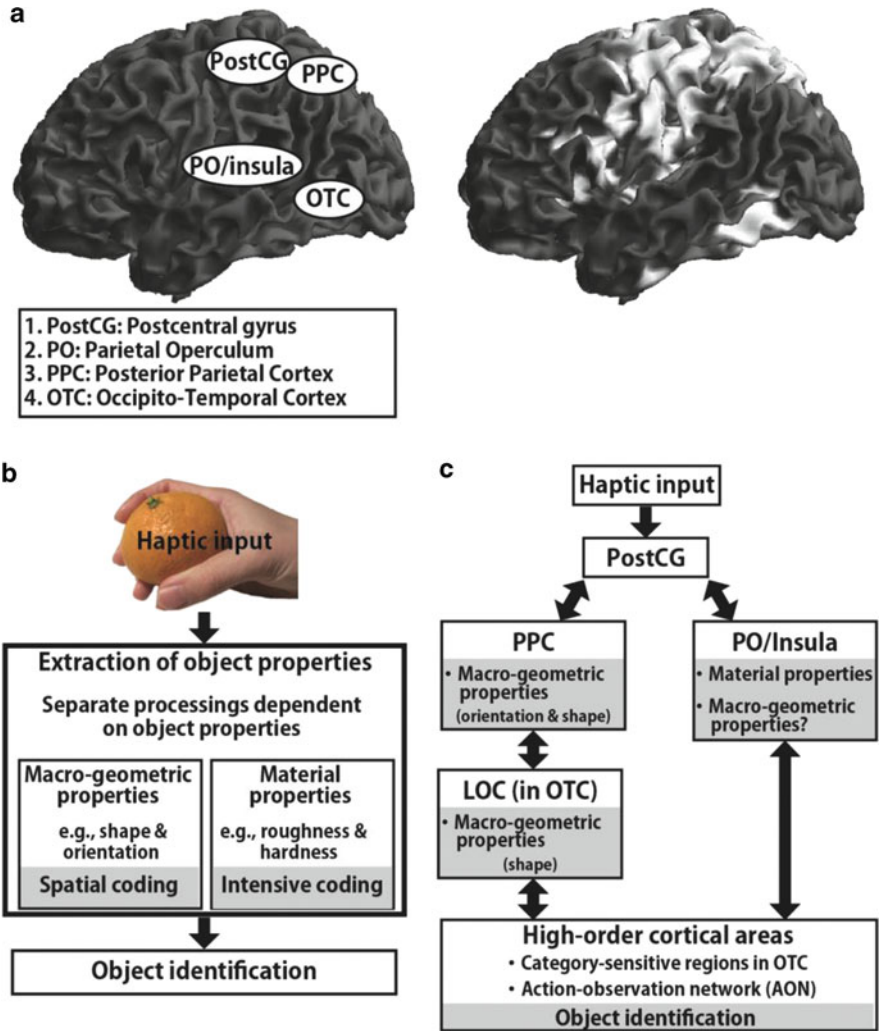 a
PostCG
PPC
PO/insula
OTC
1. PostCG: Postcentral gyrus
2. PO: Parietal Operculum
3. PPC: Posterior Parietal Cortex
4. OTC: Occipito-Temporal Cortex
b
Haptic input
Extraction of object properties
Separate processings dependent
on object properties
Macro-geometric
properties
e.g., shape &
orientation
Spatial coding
Material
properties
e.g., roughness &
hardness
Intensive coding
Object identification
c
Haptic input
PostCG
PPC
• Macro-geometric
properties
(orientation & shape)
PO/Insula
• Material properties
• Macro-geometric
properties?
LOC (in OTC)
• Macro-geometric
properties
(shape)
High-order cortical areas
• Category-sensitive regions in OTC
• Action-observation network (AON)
Object identification